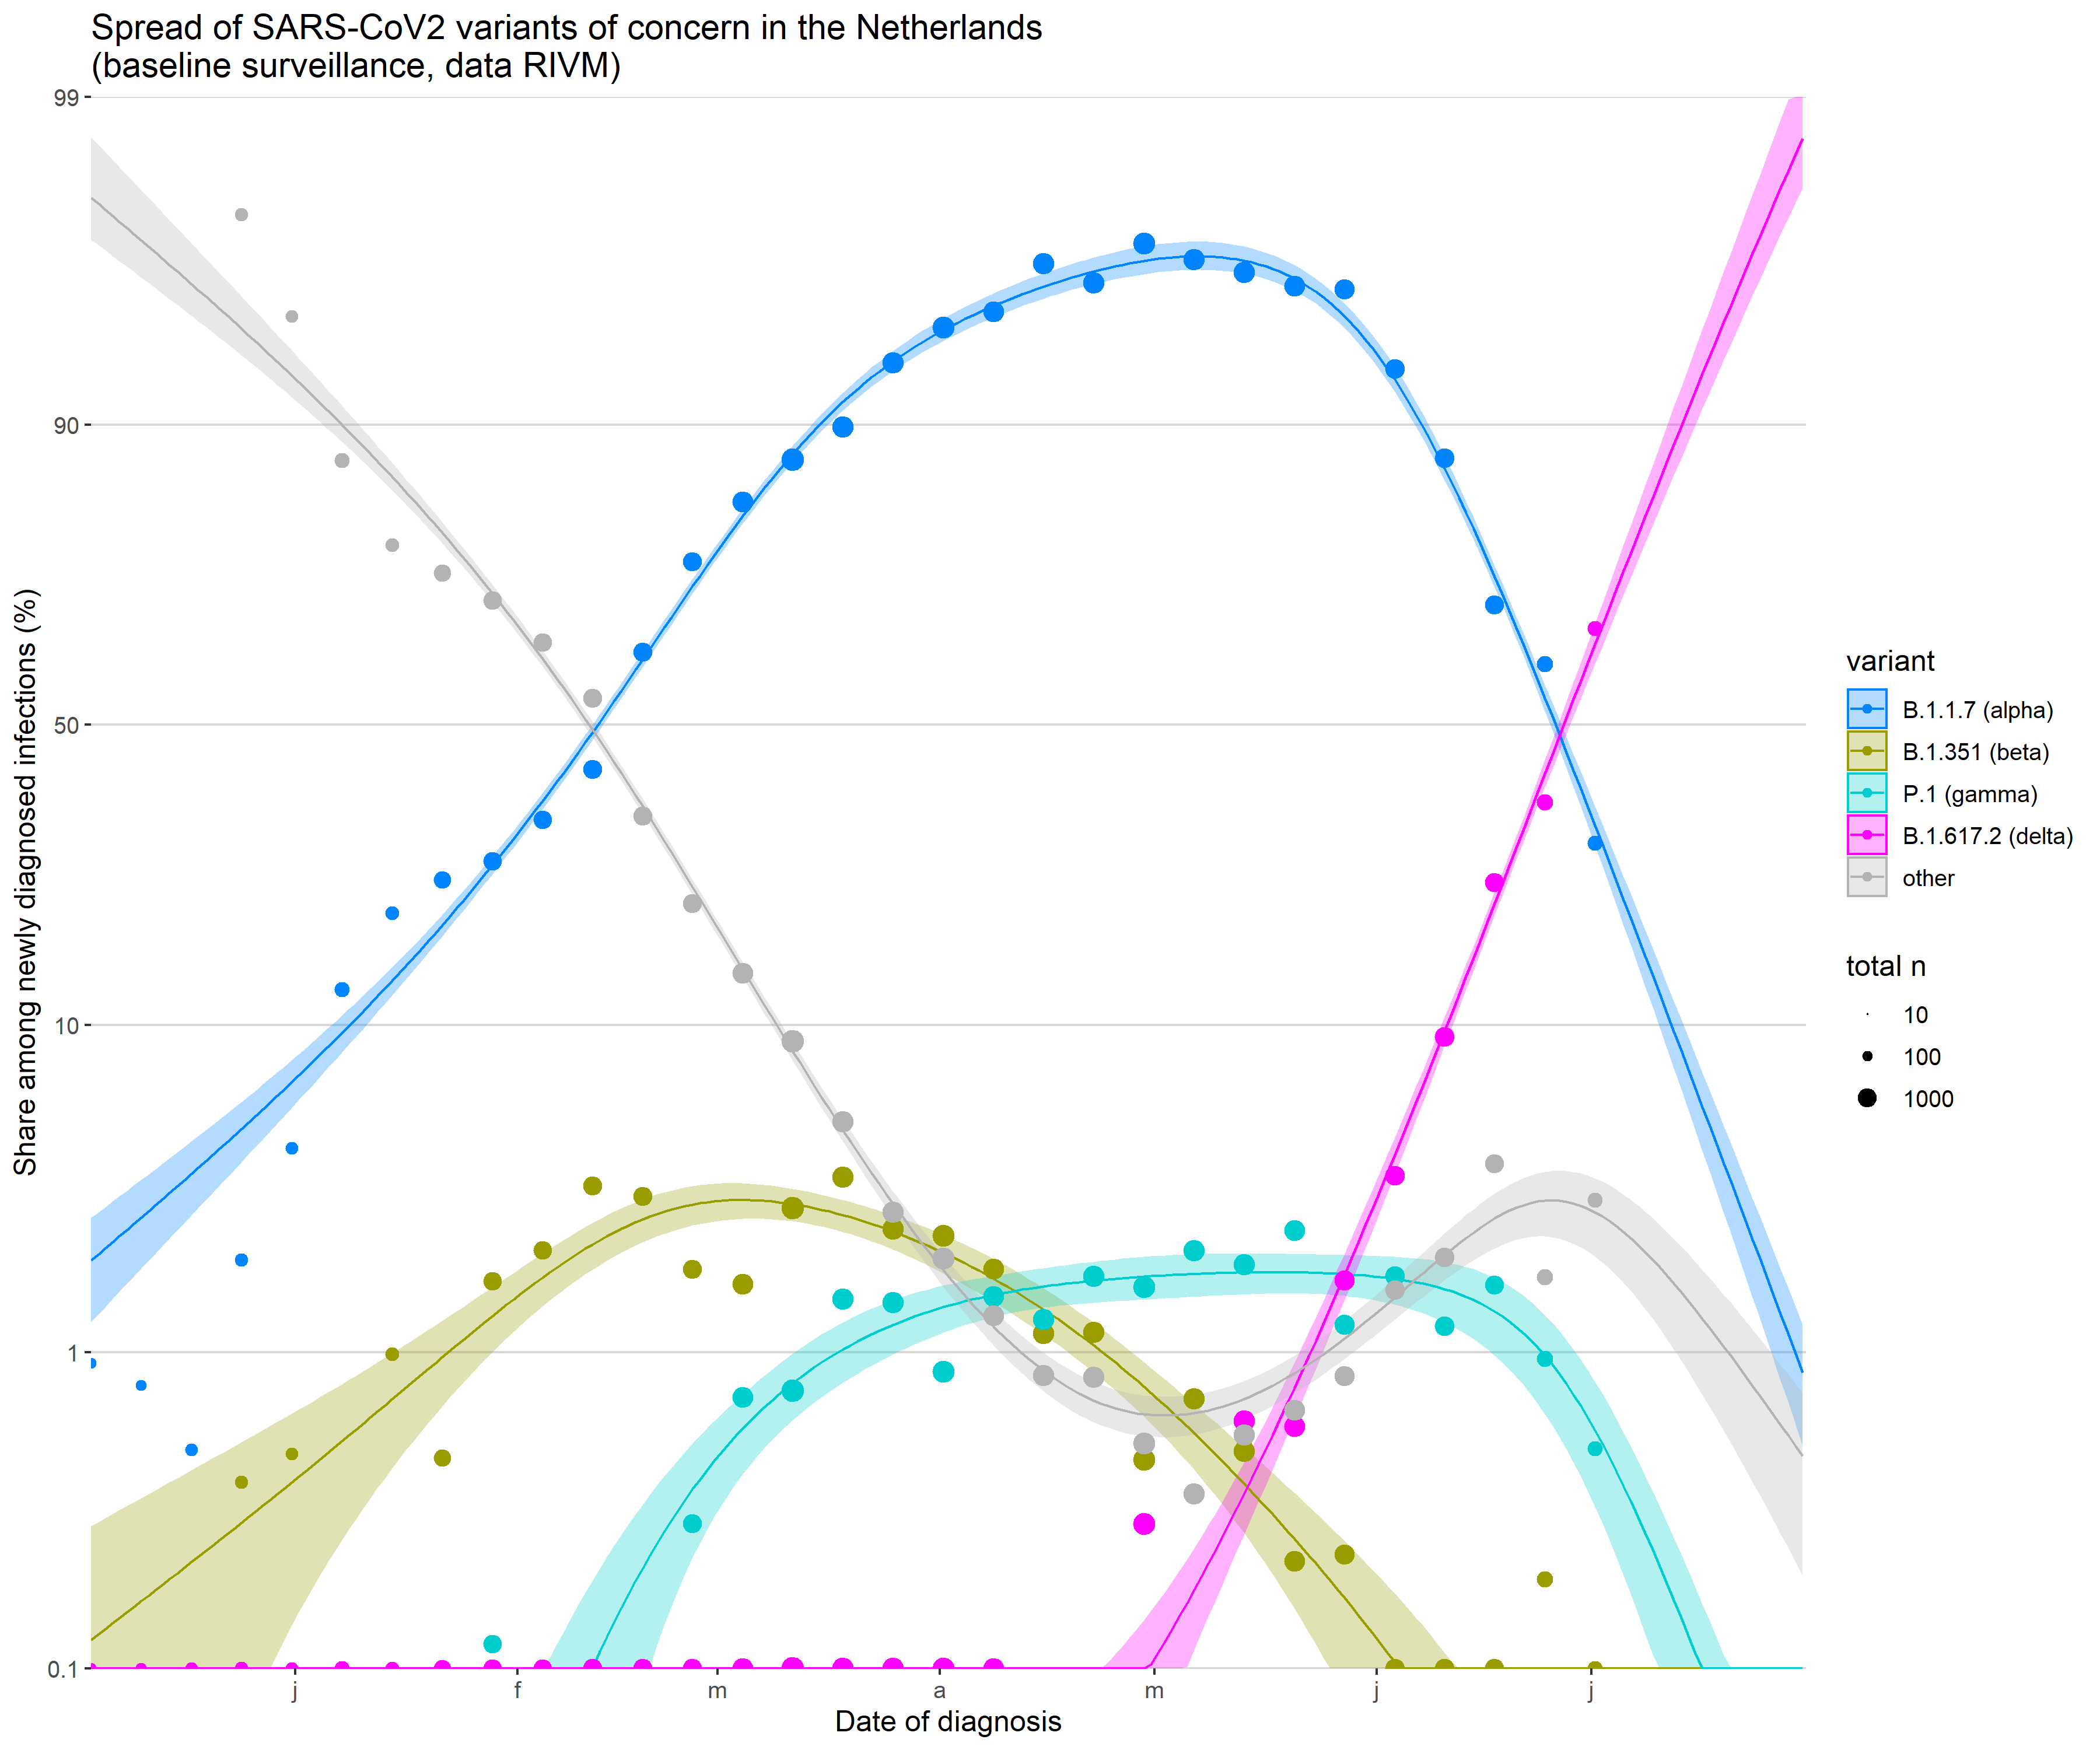 Spread of SARS-CoV2 variants of concern in the Netherlands
(baseline surveillance, data RIVM)
99
90
50
10
1
0.1
Share among newly diagnosed infections (%)
j
f
m
a
m
j
j
Date of diagnosis
variant
B.1.1.7 (alpha)
B.1.351 (beta)
P.1 (gamma)
B.1.617.2 (delta)
other
total n
10
100
1000